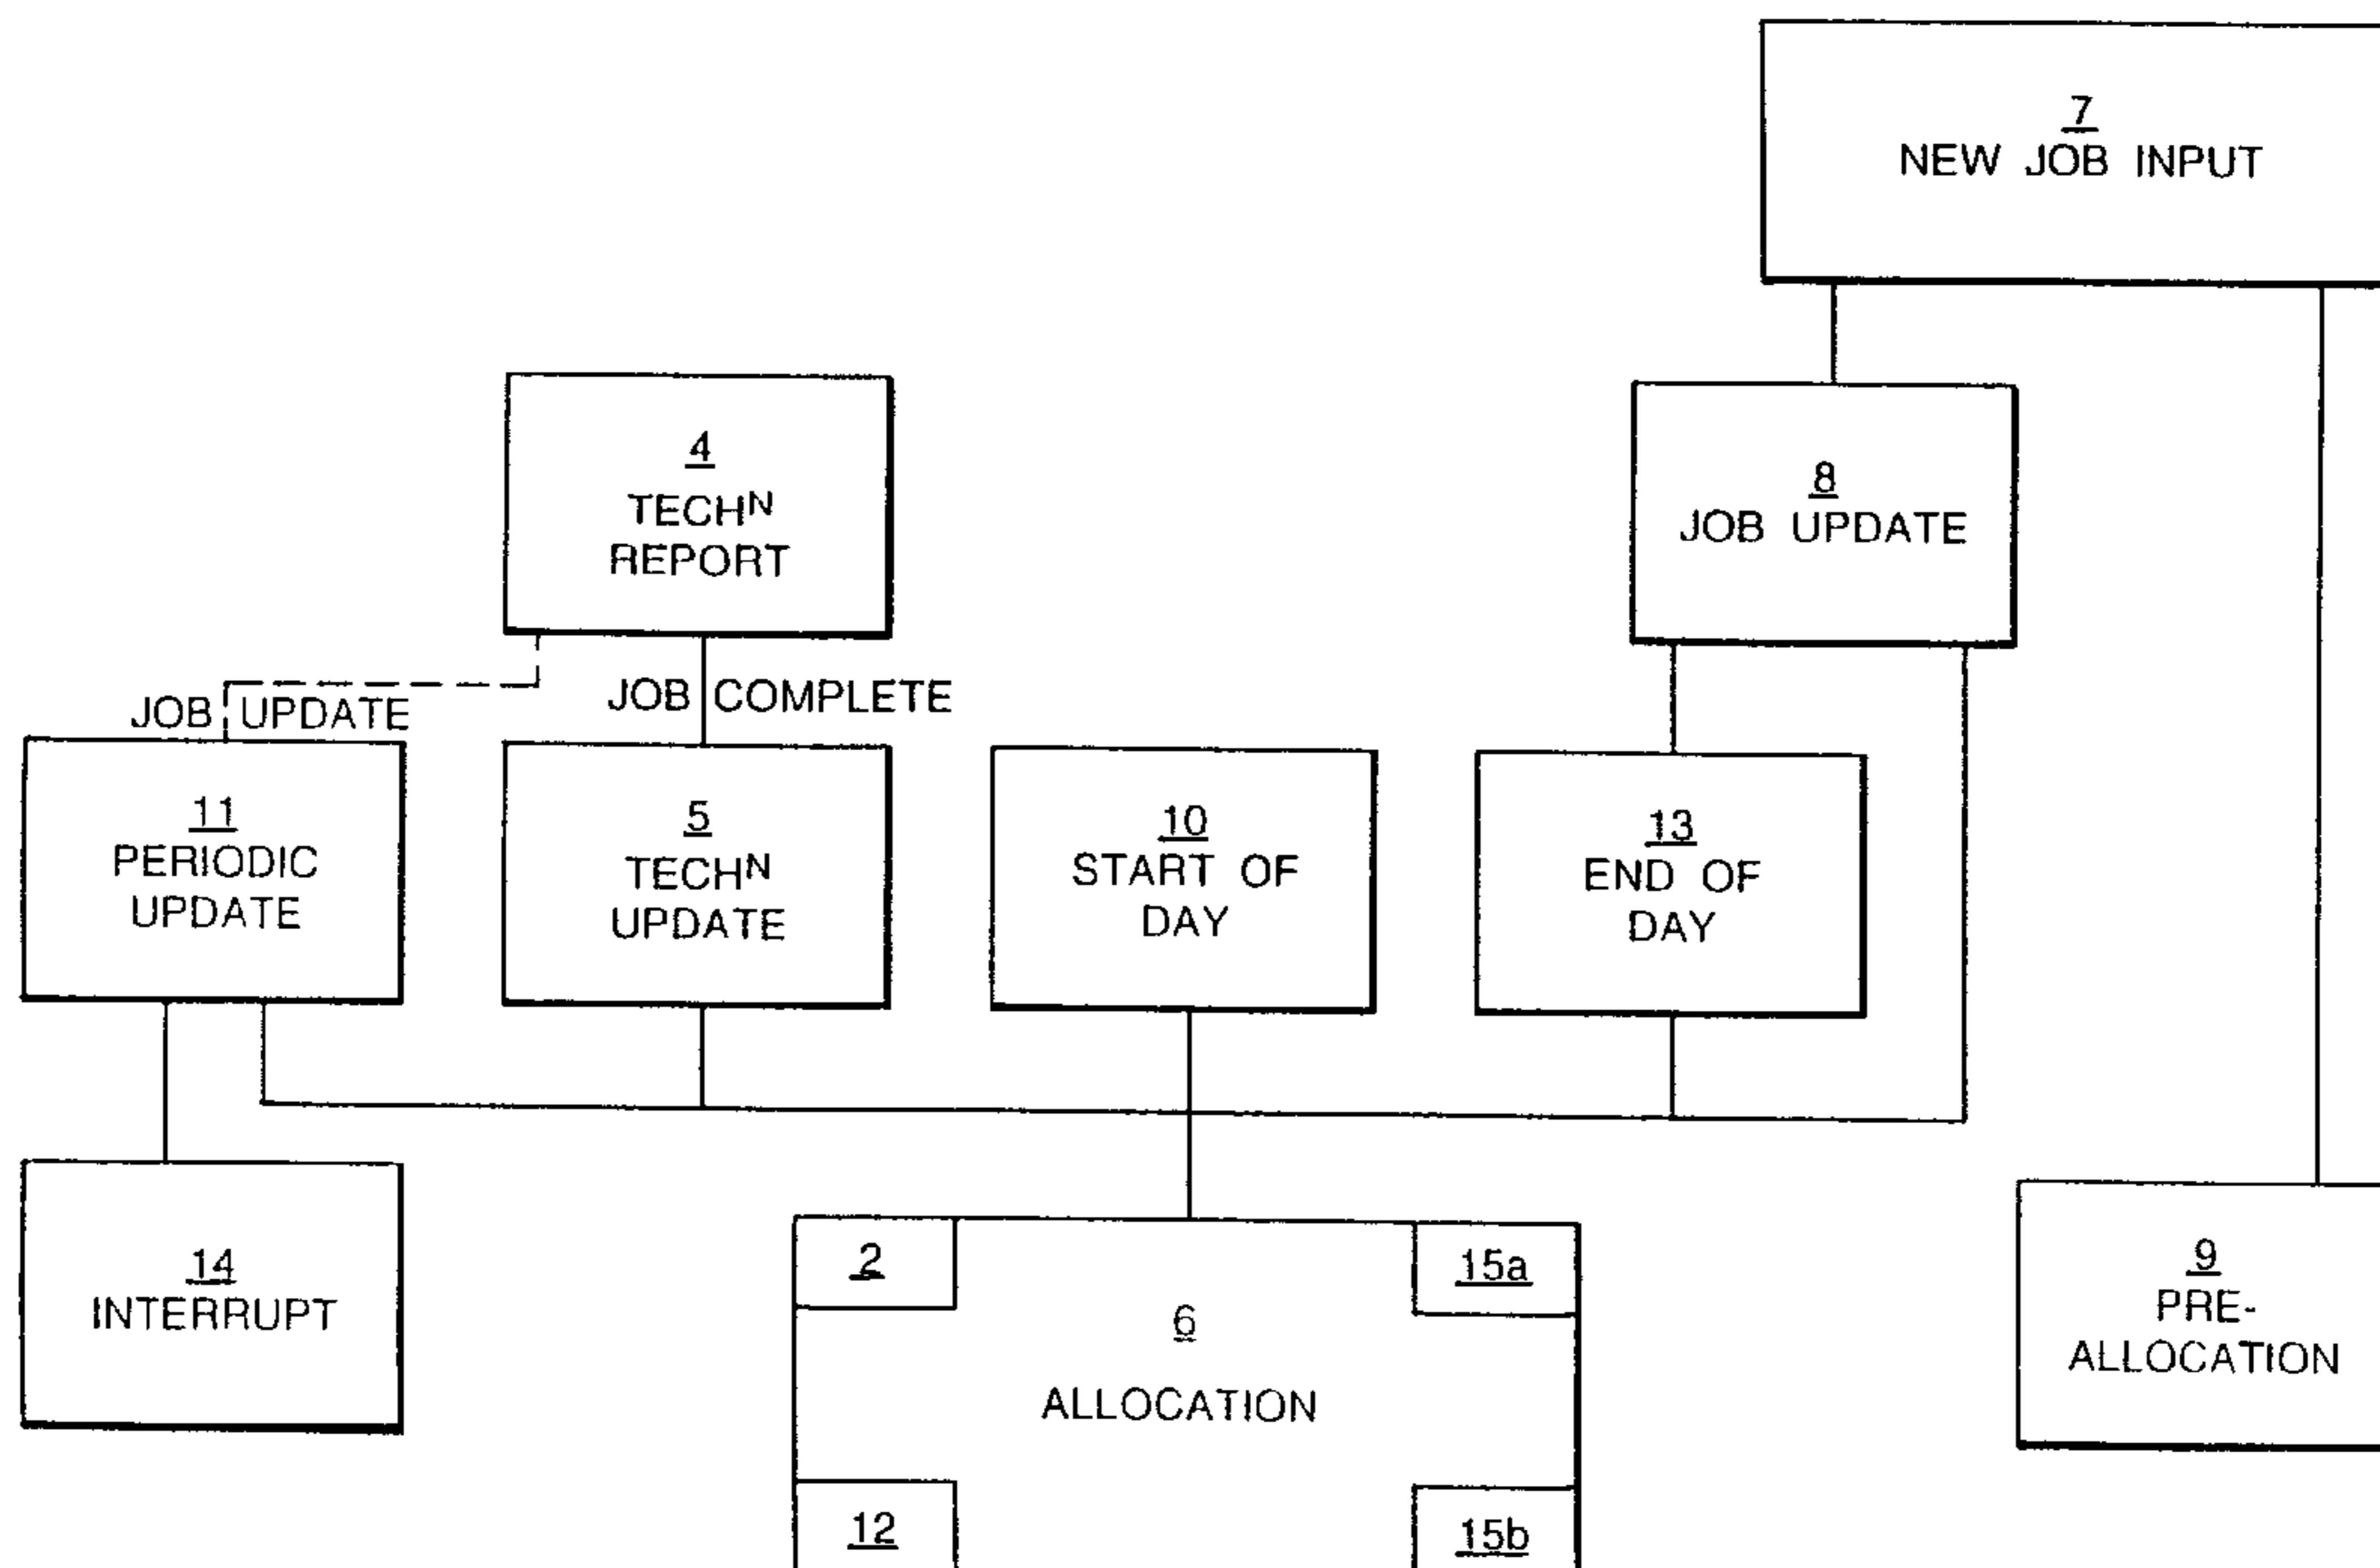 7
NEW JOB INPUT
4
TECHᴺ
REPORT
8
JOB UPDATE
JOB UPDATE
JOB COMPLETE
11
PERIODIC
UPDATE
5
TECHᴺ
UPDATE
10
START OF
DAY
13
END OF
DAY
14
INTERRUPT
2
15a
6
ALLOCATION
12
15b
9
PRE-
ALLOCATION